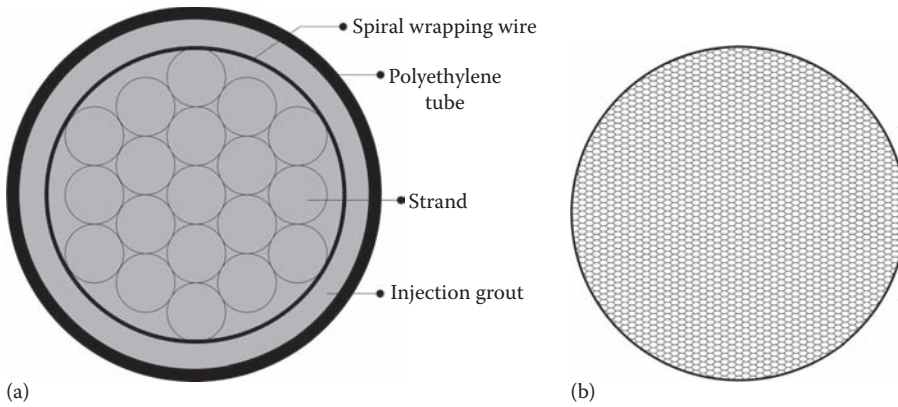 Spiral wrapping wire
Polyethylene
tube
Strand
Injection grout
(a)
(b)